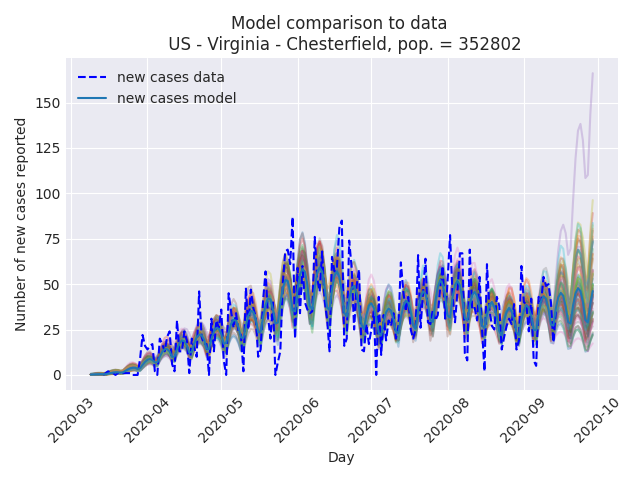 Model comparison to data
US - Virginia - Chesterfield, pop. = 352802
new cases data
new cases model
Number of new cases reported
150
125
100
75
50
25
0
2020-03
2020-04
2020-05
2020-06
2020-07
2020-08
2020-09
2020-10
Day